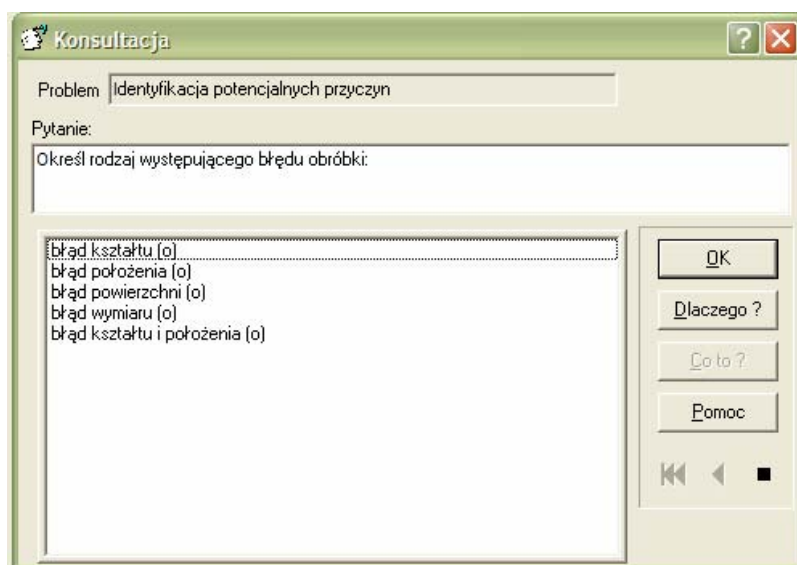 Konsultacja
Problem Identyfikacja potencjalnych przyczyn
Pytanie:
Określ rodzaj występującego błędu obróbki:
błąd kształtu (o)
błąd położenia (o)
błąd powierzchni (o)
błąd wymiaru (o)
błąd kształtu i położenia (o)
OK
Dlaczego ?
Co to ?
Pomoc